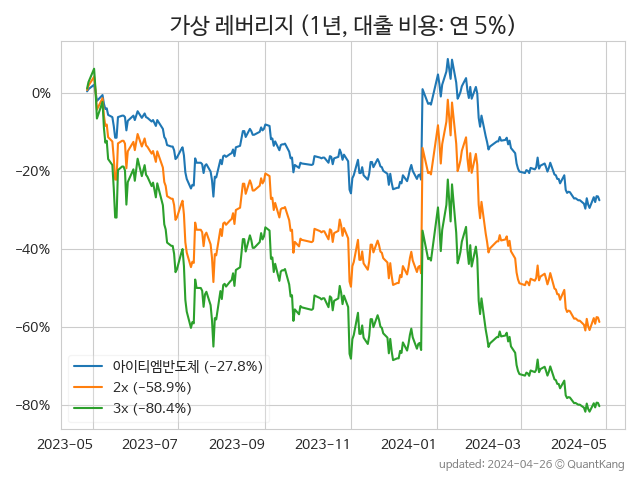 가상 레버리지 (1년, 대출 비용: 연 5%)
0%
−20%
−40%
−60%
−80%
아이티엠반도체 (−27.8%)
2x (−58.9%)
3x (−80.4%)
2023-05 2023-07 2023-09 2023-11 2024-01 2024-03 2024-05
updated: 2024-04-26 © QuantKang